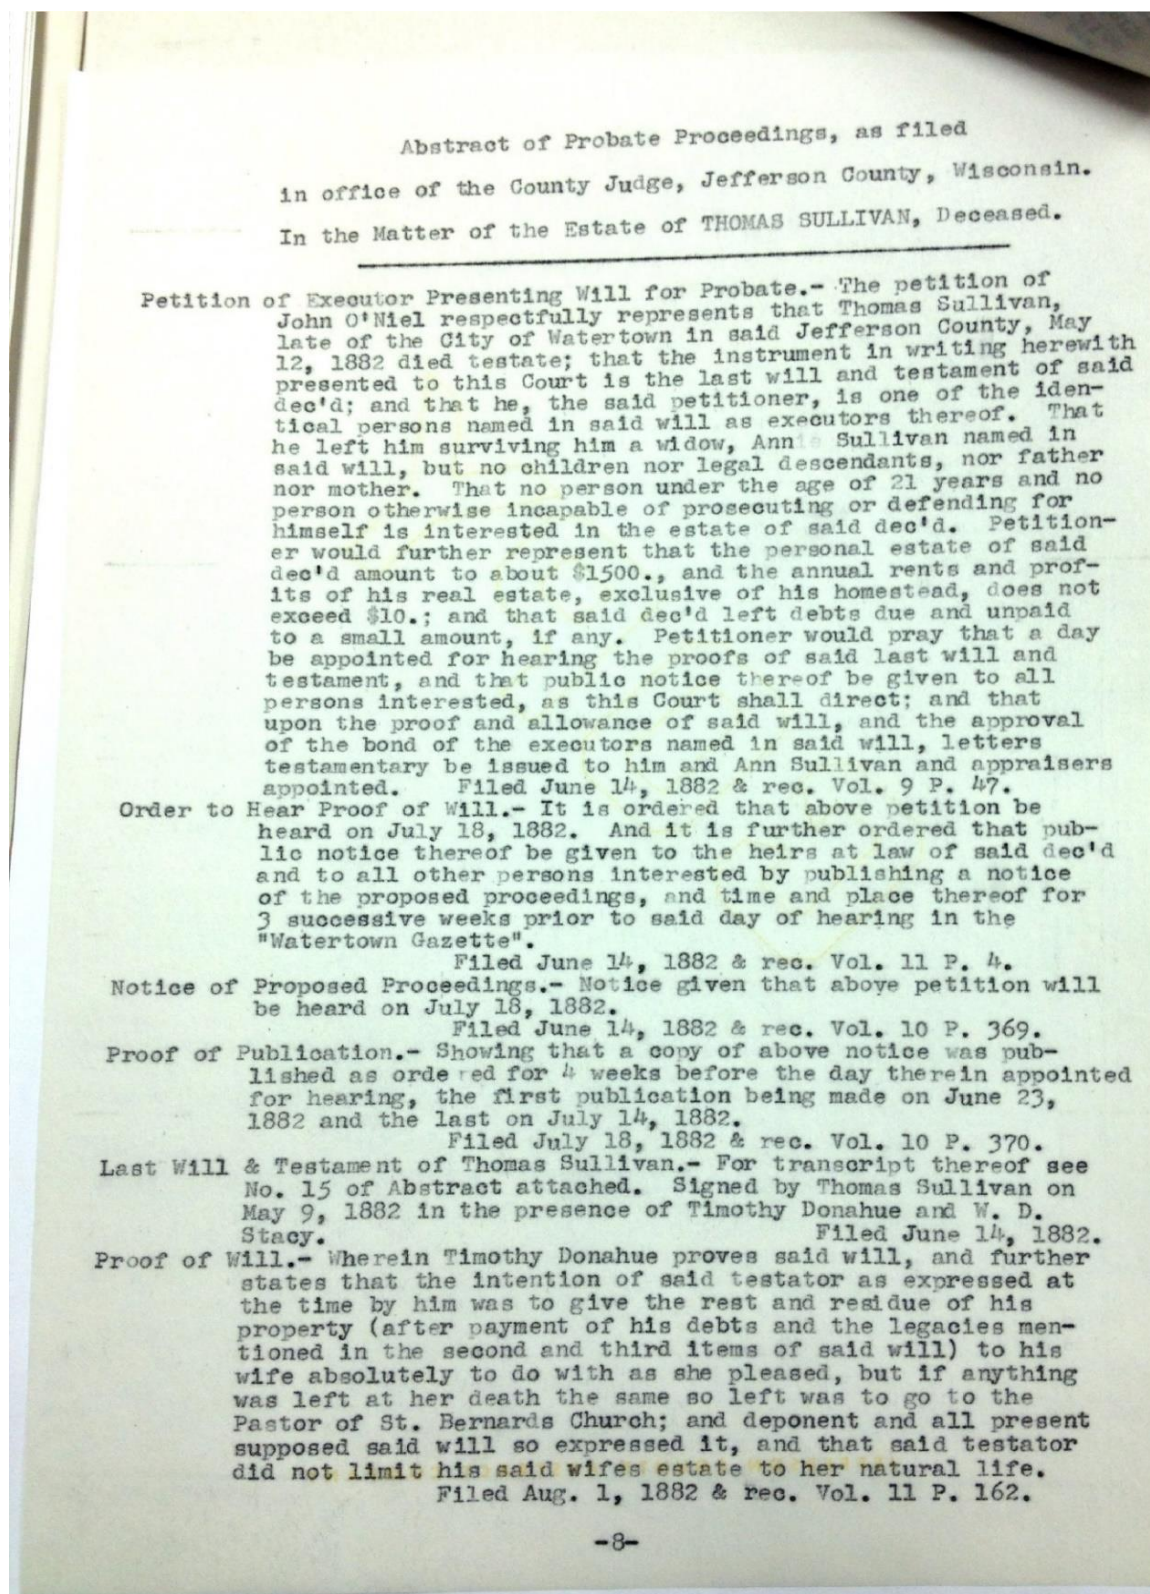 Abstract of Probate Proceedings, as filed
in office of the County Judge, Jefferson County, Wisconsin.
In the Matter of the Estate of THOMAS SULLIVAN, Deceased.
Petition of Executor Presenting Will for Probate.- The petition of
John O'Niel respectfully represents that Thomas Sullivan,
late of the City of Watertown in said Jefferson County, May
12, 1882 died testate; that the instrument in writing herewith
presented to this Court is the last will and testament of said
dec'd; and that he, the said petitioner, is one of the iden-
tical persons named in said will as executors thereof. That
he left him surviving him a widow, Ann Sullivan named in
said will, but no children nor legal descendants, nor father
nor mother. That no person under the age of 21 years and no
person otherwise incapable of prosecuting or defending for
himself is interested in the estate of said dec'd. Petition-
er would further represent that the personal estate of said
dec'd amount to about $1500., and the annual rents and prof-
its of his real estate, exclusive of his homestead, does not
exceed $10.; and that said dec'd left debts due and unpaid
to a small amount, if any. Petitioner would pray that a day
be appointed for hearing the proofs of said last will and
testament, and that public notice thereof be given to all
persons interested, as this Court shall direct; and that
upon the proof and allowance of said will, and the approval
of the bond of the executors named in said will, letters
testamentary be issued to him and Ann Sullivan and appraisers
appointed. Filed June 14, 1882 & rec. Vol. 9 P. 47.
Order to Hear Proof of Will.- It is ordered that above petition be
heard on July 18, 1882. And it is further ordered that pub-
lic notice thereof be given to the heirs at law of said dec'd
and to all other persons interested by publishing a notice
of the proposed proceedings, and time and place thereof for
3 successive weeks prior to said day of hearing in the
"Watertown Gazette".
Filed June 14, 1882 & rec. Vol. 11 P. 4.
Notice of Proposed Proceedings.- Notice given that above petition will
be heard on July 18, 1882.
Filed June 14, 1882 & rec. Vol. 10 P. 369.
Proof of Publication.- Showing that a copy of above notice was pub-
lished as ordered for 4 weeks before the day therein appointed
for hearing, the first publication being made on June 23,
1882 and the last on July 14, 1882.
Filed July 18, 1882 & rec. Vol. 10 P. 370.
Last Will & Testament of Thomas Sullivan.- For transcript thereof see
No. 15 of Abstract attached. Signed by Thomas Sullivan on
May 9, 1882 in the presence of Timothy Donahue and W. D.
Stacy. Filed June 14, 1882.
Proof of Will.- Wherein Timothy Donahue proves said will, and further
states that the intention of said testator as expressed at
the time by him was to give the rest and residue of his
property (after payment of his debts and the legacies men-
tioned in the second and third items of said will) to his
wife absolutely to do with as she pleased, but if anything
was left at her death the same so left was to go to the
Pastor of St. Bernards Church; and deponent and all present
supposed said will so expressed it, and that said testator
did not limit his said wifes estate to her natural life.
Filed Aug. 1, 1882 & rec. Vol. 11 P. 162.
-8-